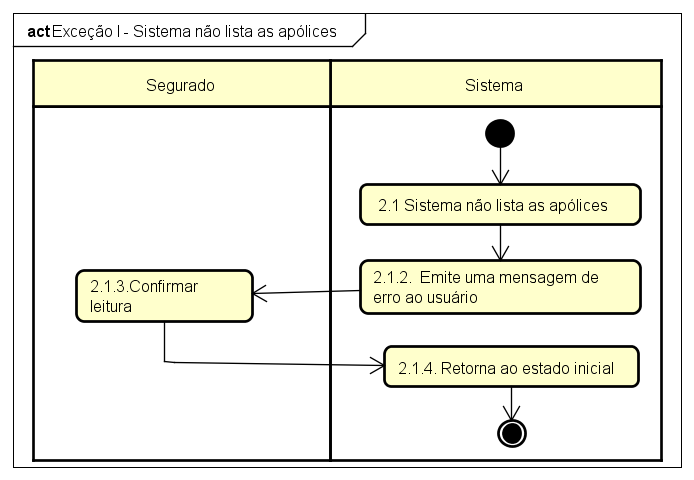 act Exceção I - Sistema não lista as apólices
Segurado
Sistema
2.1 Sistema não lista as apólices
2.1.2. Emite uma mensagem de
erro ao usuário
2.1.3.Confirmar
leitura
2.1.4. Retorna ao estado inicial